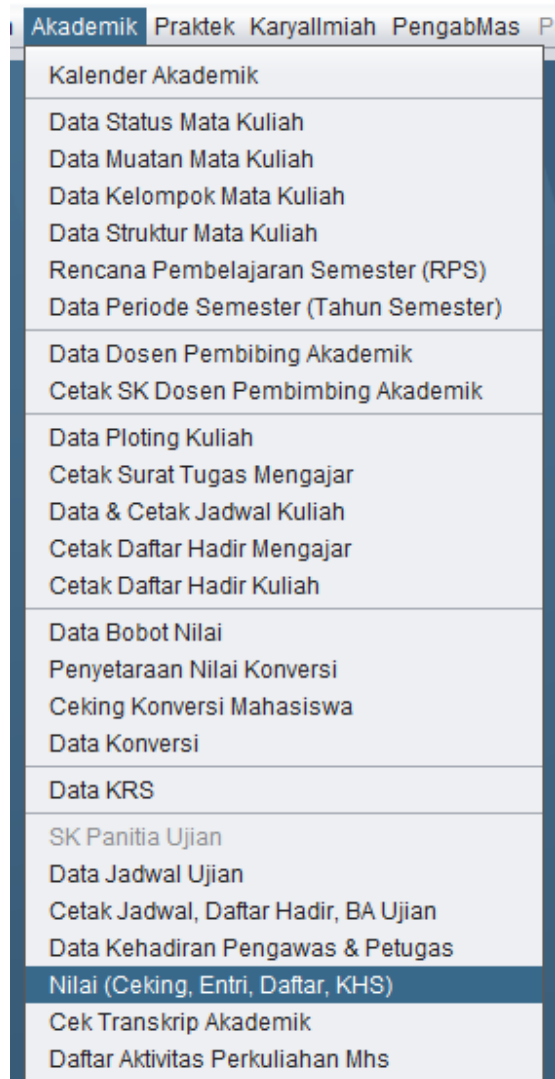 Akademik Praktek KaryaIlmiah PengabMas P
Kalender Akademik
Data Status Mata Kuliah
Data Muatan Mata Kuliah
Data Kelompok Mata Kuliah
Data Struktur Mata Kuliah
Rencana Pembelajaran Semester (RPS)
Data Periode Semester (Tahun Semester)
Data Dosen Pembibing Akademik
Cetak SK Dosen Pembimbing Akademik
Data Ploting Kuliah
Cetak Surat Tugas Mengajar
Data & Cetak Jadwal Kuliah
Cetak Daftar Hadir Mengajar
Cetak Daftar Hadir Kuliah
Data Bobot Nilai
Penyetaraan Nilai Konversi
Ceking Konversi Mahasiswa
Data Konversi
Data KRS
SK Panitia Ujian
Data Jadwal Ujian
Cetak Jadwal, Daftar Hadir, BA Ujian
Data Kehadiran Pengawas & Petugas
Nilai (Ceking, Entri, Daftar, KHS)
Cek Transkrip Akademik
Daftar Aktivitas Perkuliahan Mhs